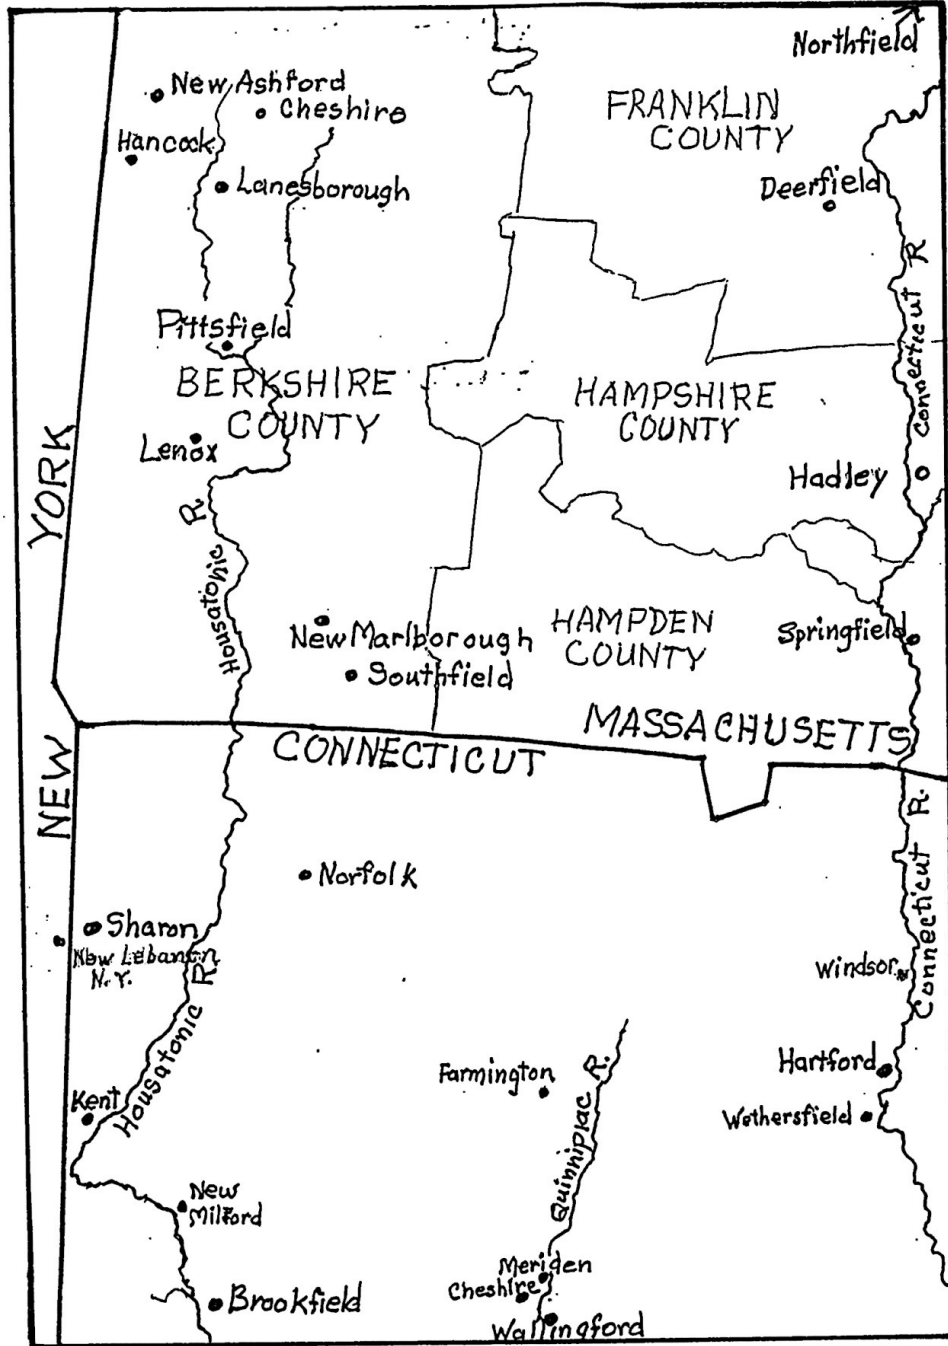 Northfield
New Ashford
Cheshire
FRANKLIN
COUNTY
Hancock
Deerfield
Lanesborough
Connecticut R
Pittsfield
BERKSHIRE
COUNTY
HAMPSHIRE
COUNTY
Lenox
Hadley
YORK
Housatonic R.
HAMPDEN
COUNTY
New Marlborough
Springfield
Southfield
MASSACHUSETTS
CONNECTICUT
NEW
Connecticut R.
Norfolk
Sharon
New Lebanon
N.Y.
Windsor
Housatonic R.
Farmington
Quinnipiac R.
Hartford
Kent
Wethersfield
New
Milford
Meriden
Cheshire
Brookfield
Wallingford